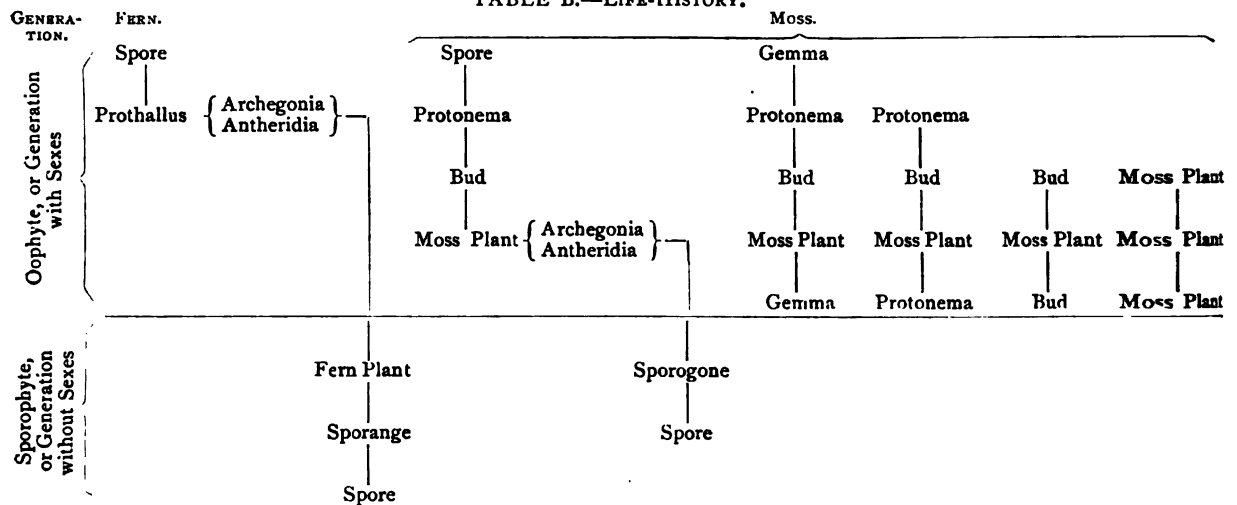 TABLE B.—LIFE-HISTORY.
GENERATION. FERN. MOSS.
Oophyte, or Generation
with Sexes
Spore Spore Gemma
Prothallus { Archegonia Antheridia } Protonema Protonema Protonema
Bud Bud Bud Bud Moss Plant
Moss Plant { Archegonia Antheridia } Moss Plant Moss Plant Moss Plant Moss Plant
Gemma Protonema Bud Moss Plant
Sporophyte,
or Generation
without Sexes
Fern Plant Sporogone
Sporange Spore
Spore